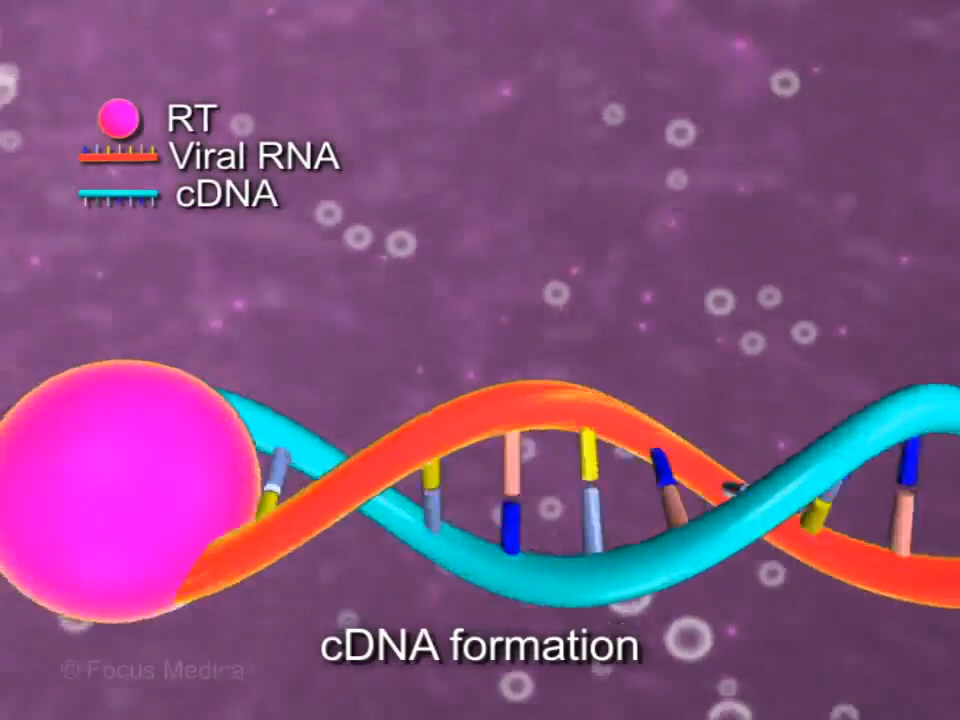 RT
Viral RNA
cDNA
cDNA formation
© Focus Medica